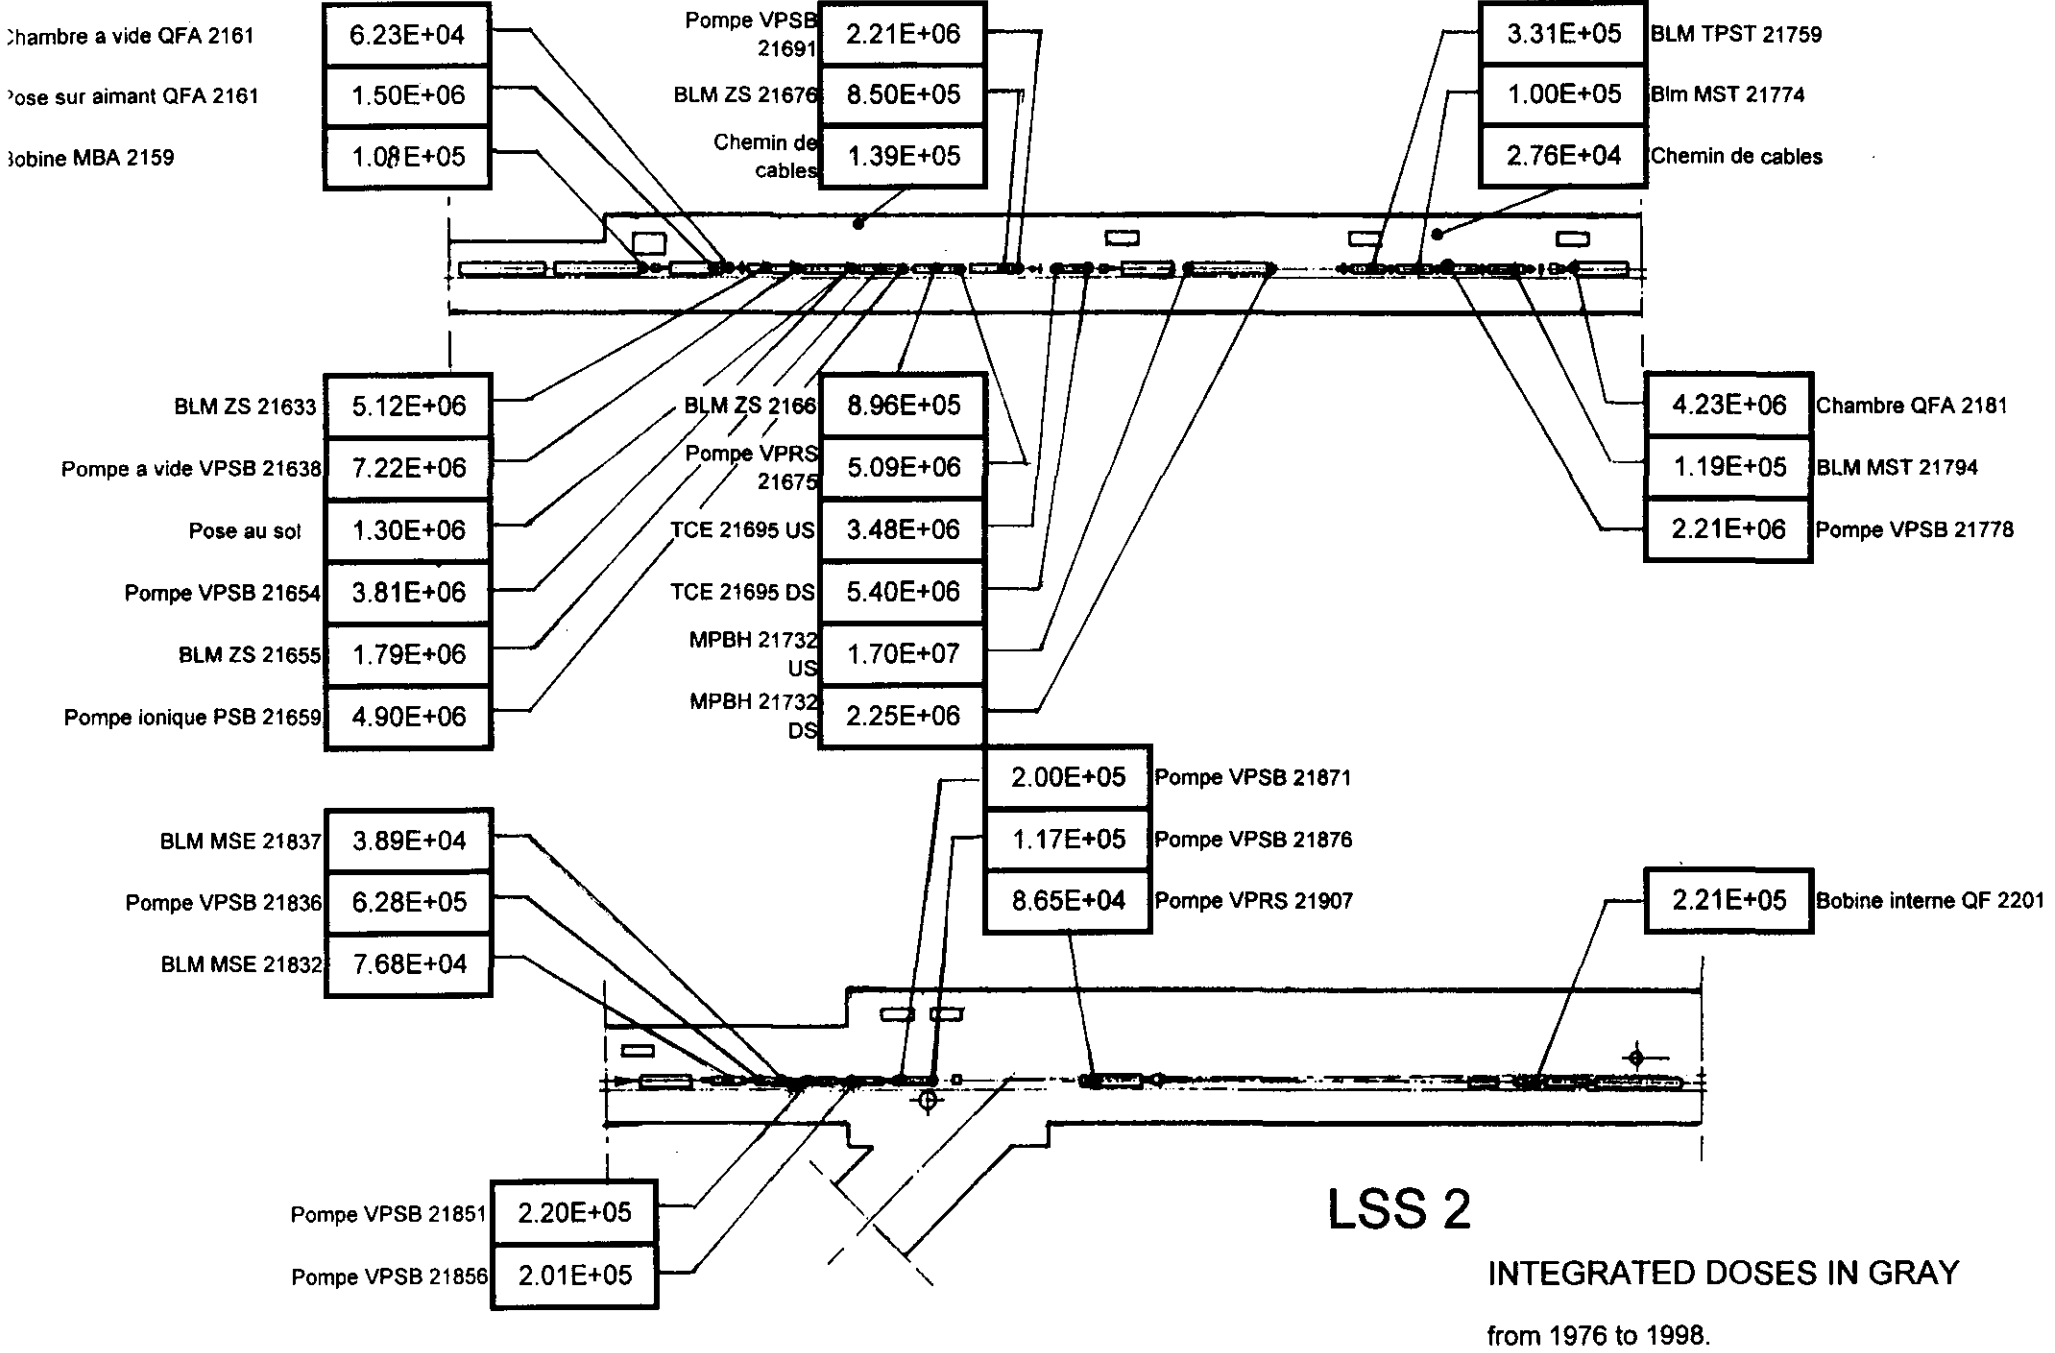 Chambre a vide QFA 2161 6.23E+04
Pose sur aimant QFA 2161 1.50E+06
Bobine MBA 2159 1.08E+05
Pompe VPSB
21691 2.21E+06
BLM ZS 21676 8.50E+05
Chemin de
cables 1.39E+05
3.31E+05 BLM TPST 21759
1.00E+05 Blm MST 21774
2.76E+04 Chemin de cables
BLM ZS 21633 5.12E+06
Pompe a vide VPSB 21638 7.22E+06
Pose au sol 1.30E+06
Pompe VPSB 21654 3.81E+06
BLM ZS 21655 1.79E+06
Pompe ionique PSB 21659 4.90E+06
BLM ZS 2166 8.96E+05
Pompe VPRS
21675 5.09E+06
TCE 21695 US 3.48E+06
TCE 21695 DS 5.40E+06
MPBH 21732
US 1.70E+07
MPBH 21732
DS 2.25E+06
4.23E+06 Chambre QFA 2181
1.19E+05 BLM MST 21794
2.21E+06 Pompe VPSB 21778
2.00E+05 Pompe VPSB 21871
1.17E+05 Pompe VPSB 21876
8.65E+04 Pompe VPRS 21907
BLM MSE 21837 3.89E+04
Pompe VPSB 21836 6.28E+05
BLM MSE 21832 7.68E+04
2.21E+05 Bobine interne QF 2201
Pompe VPSB 21851 2.20E+05
Pompe VPSB 21856 2.01E+05
LSS 2
INTEGRATED DOSES IN GRAY
from 1976 to 1998.